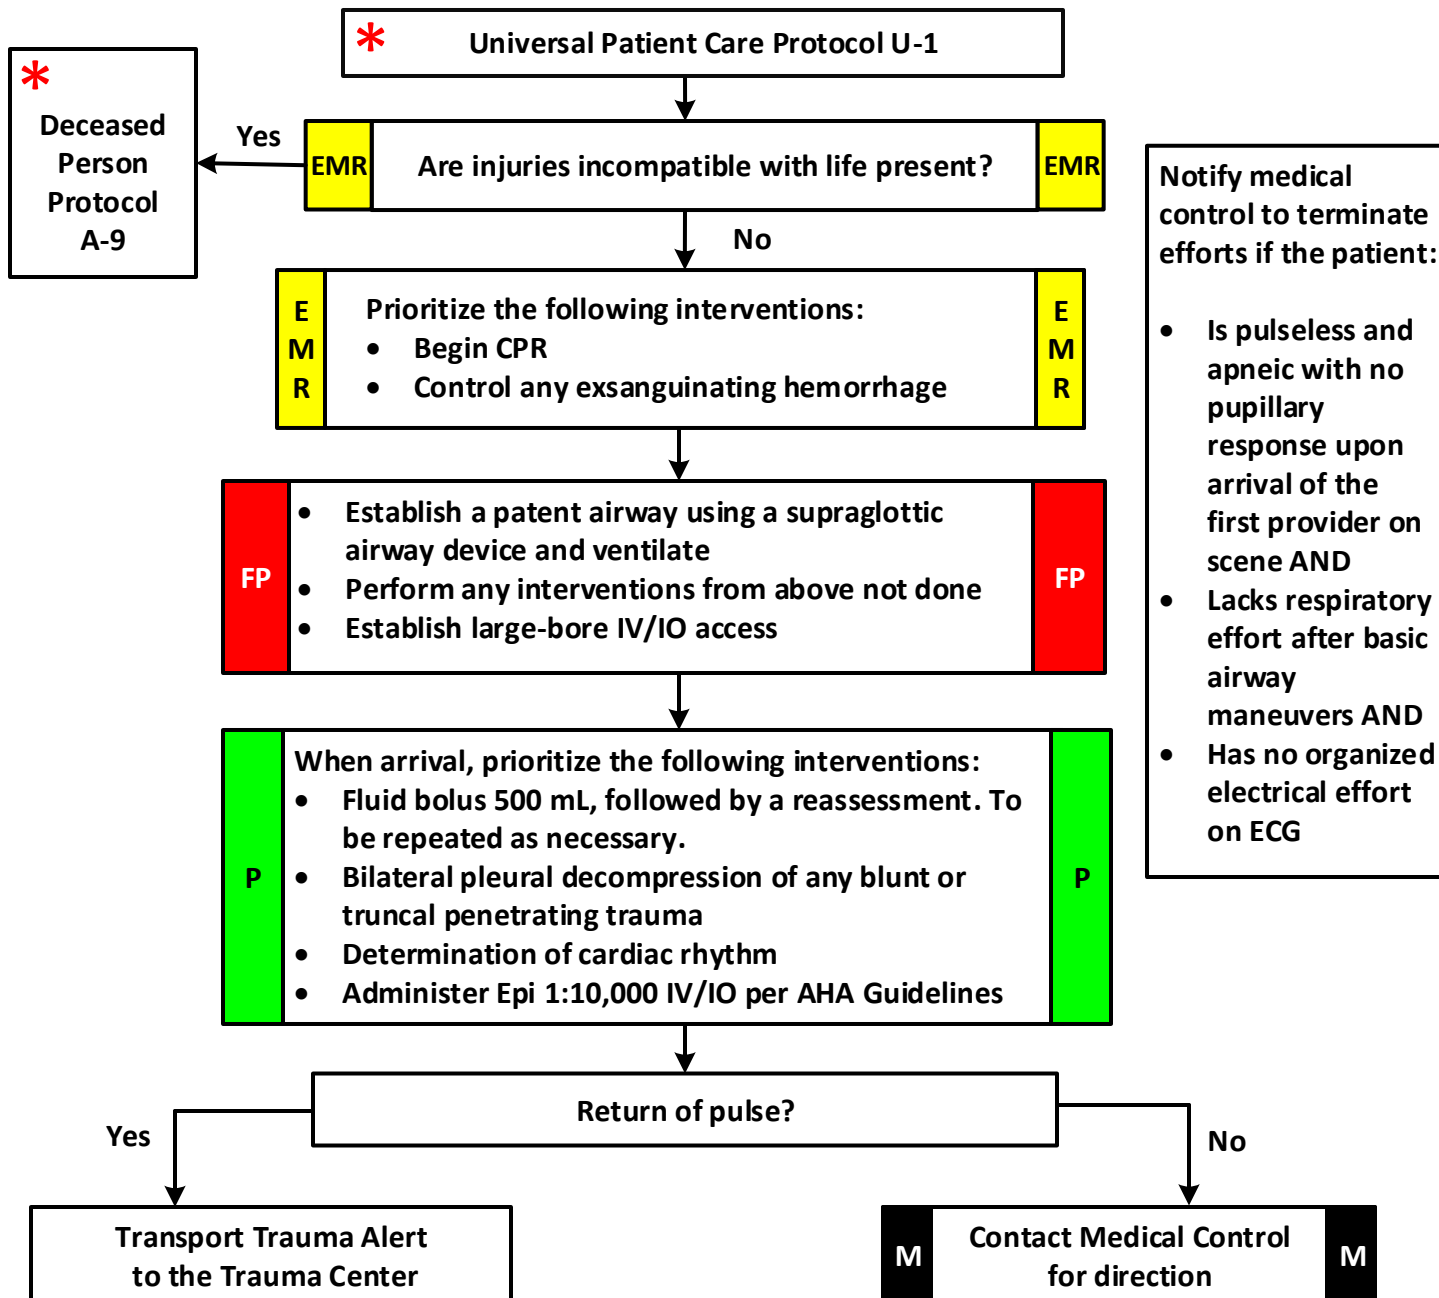 * Universal Patient Care Protocol U-1
*
Deceased
Person
Protocol
A-9
Yes
EMR Are injuries incompatible with life present? EMR
No
E
M
R
Prioritize the following interventions:
• Begin CPR
• Control any exsanguinating hemorrhage
E
M
R
FP
• Establish a patent airway using a supraglottic
airway device and ventilate
• Perform any interventions from above not done
• Establish large-bore IV/IO access
FP
P
When arrival, prioritize the following interventions:
• Fluid bolus 500 mL, followed by a reassessment. To
be repeated as necessary.
• Bilateral pleural decompression of any blunt or
truncal penetrating trauma
• Determination of cardiac rhythm
• Administer Epi 1:10,000 IV/IO per AHA Guidelines
P
Return of pulse?
Yes
No
Transport Trauma Alert
to the Trauma Center
M
Contact Medical Control
for direction
M
Notify medical
control to terminate
efforts if the patient:
• Is pulseless and
apneic with no
pupillary
response upon
arrival of the
first provider on
scene AND
• Lacks respiratory
effort after basic
airway
maneuvers AND
• Has no organized
electrical effort
on ECG